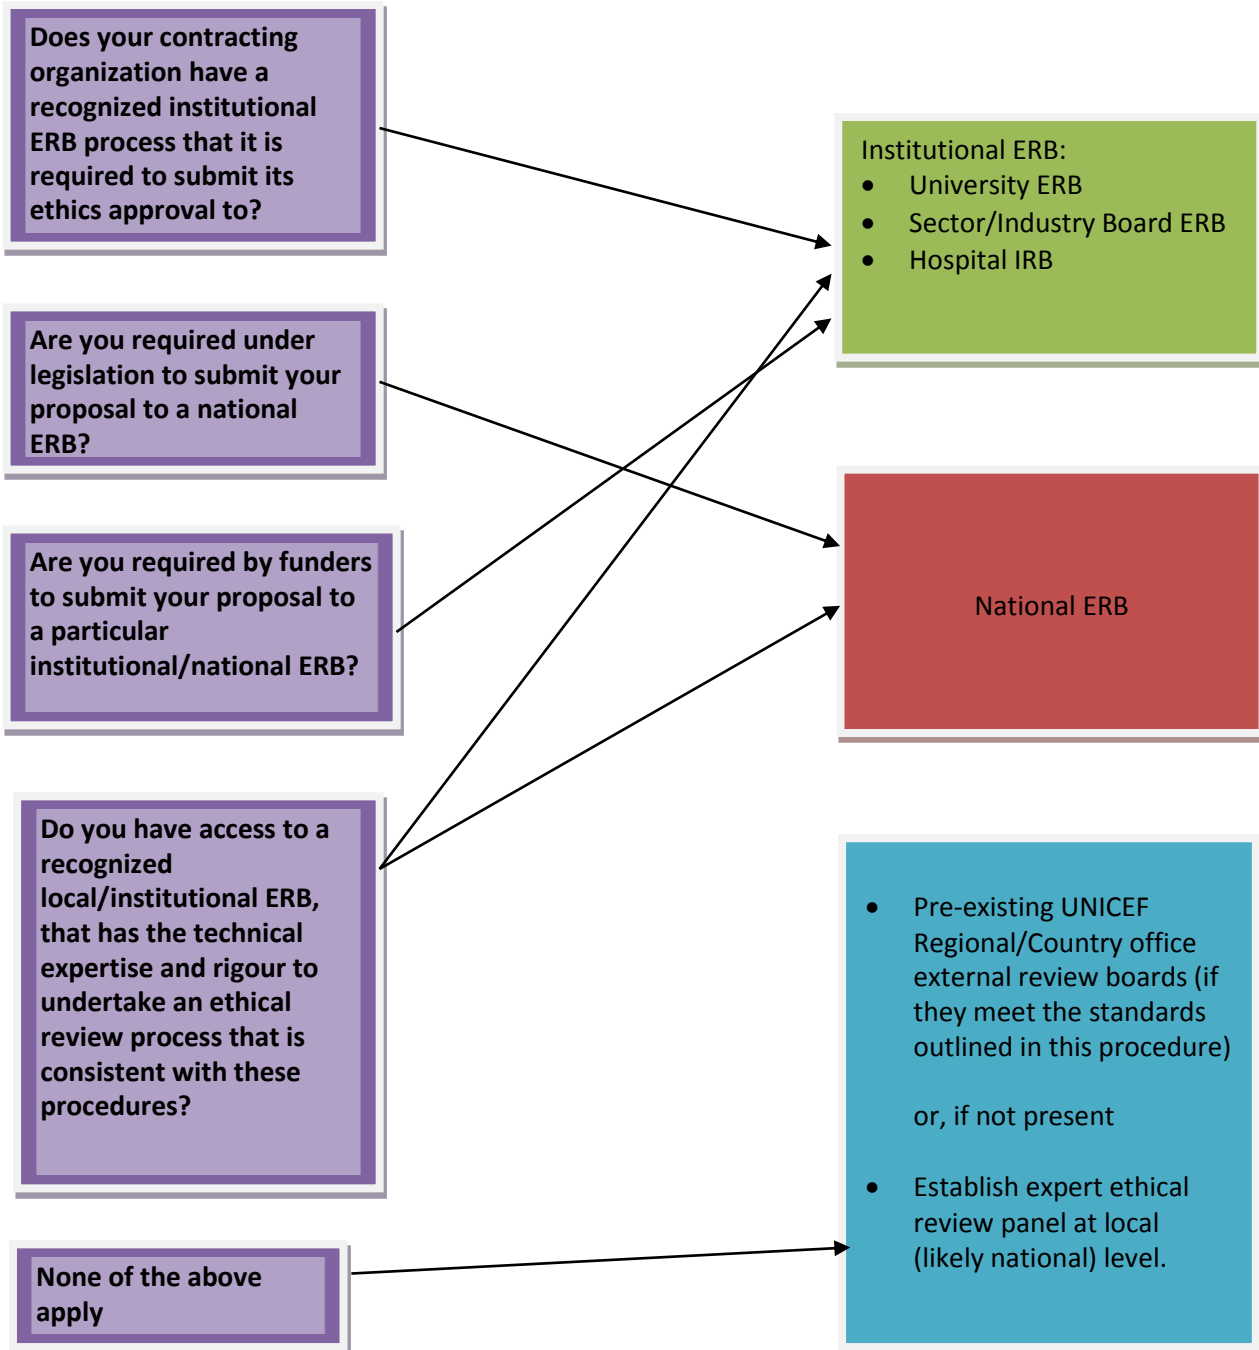 Does your contracting
organization have a
recognized institutional
ERB process that it is
required to submit its
ethics approval to?
Are you required under
legislation to submit your
proposal to a national
ERB?
Are you required by funders
to submit your proposal to
a particular
institutional/national ERB?
Do you have access to a
recognized
local/institutional ERB,
that has the technical
expertise and rigour to
undertake an ethical
review process that is
consistent with these
procedures?
None of the above
apply
Institutional ERB:
• University ERB
• Sector/Industry Board ERB
• Hospital IRB
National ERB
• Pre-existing UNICEF
Regional/Country office
external review boards (if
they meet the standards
outlined in this procedure)
or, if not present
• Establish expert ethical
review panel at local
(likely national) level.